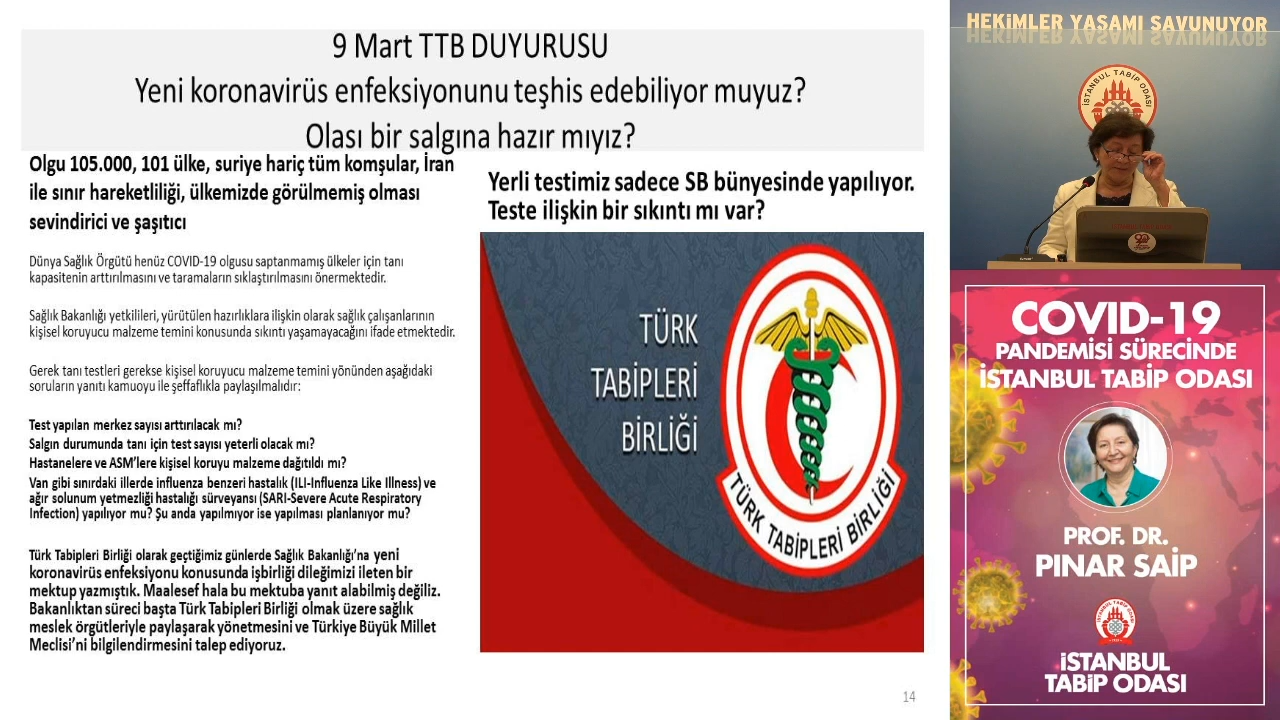 9 Mart TTB DUYURUSU
Yeni koronavirüs enfeksiyonunu teşhis edebiliyor muyuz?
Olası bir salgına hazır mıyız?
Olgu 105.000, 101 ülke, suriye hariç tüm komşular, İran
ile sınır hareketliliği, ülkemizde görülmemiş olması
sevindirici ve şaşıtıcı
Dünya Sağlık Örgütü henüz COVID-19 olgusu saptanmamış ülkeler için tanı
kapasitenin arttırılmasını ve taramaların sıklaştırılmasını önermektedir.
Sağlık Bakanlığı yetkilileri, yürütülen hazırlıklara ilişkin olarak sağlık çalışanlarının
kişisel koruyucu malzeme temini konusunda sıkıntı yaşamayacağını ifade etmektedir.
Gerek tanı testleri gerekse kişisel koruyucu malzeme temini yönünden aşağıdaki
soruların yanıtı kamuoyu ile şeffaflıkla paylaşılmalıdır:
Test yapılan merkez sayısı arttırılacak mı?
Salgın durumunda tanı için test sayısı yeterli olacak mı?
Hastanelere ve ASM'lere kişisel koruyu malzeme dağıtıldı mı?
Van gibi sınırdaki illerde influenza benzeri hastalık (ILI-Influenza Like Illness) ve
ağır solunum yetmezliği hastalığı sürveyansı (SARI-Severe Acute Respiratory
Infection) yapılıyor mu? Şu anda yapılmıyor ise yapılması planlanıyor mu?
Türk Tabipleri Birliği olarak geçtiğimiz günlerde Sağlık Bakanlığı'na yeni
koronavirüs enfeksiyonu konusunda işbirliği dileğimizi ileten bir
mektup yazmıştık. Maalesef hala bu mektuba yanıt alabilmiş değiliz.
Bakanlıktan süreci başta Türk Tabipleri Birliği olmak üzere sağlık
meslek örgütleriyle paylaşarak yönetmesini ve Türkiye Büyük Millet
Meclisi'ni bilgilendirmesini talep ediyoruz.
Yerli testimiz sadece SB bünyesinde yapılıyor.
Teste ilişkin bir sıkıntı mı var?
TÜRK
TABİPLERİ
BİRLİĞİ
TÜRK TABİPLERİ BİRLİĞİ
14
HEKİMLER YAŞAMI SAVUNUYOR
İSTANBUL TABİP ODASI
COVID-19
PANDEMİSİ SÜRECİNDE
İSTANBUL TABİP ODASI
PROF. DR.
PINAR SAİP
İSTANBUL
TABİP ODASI